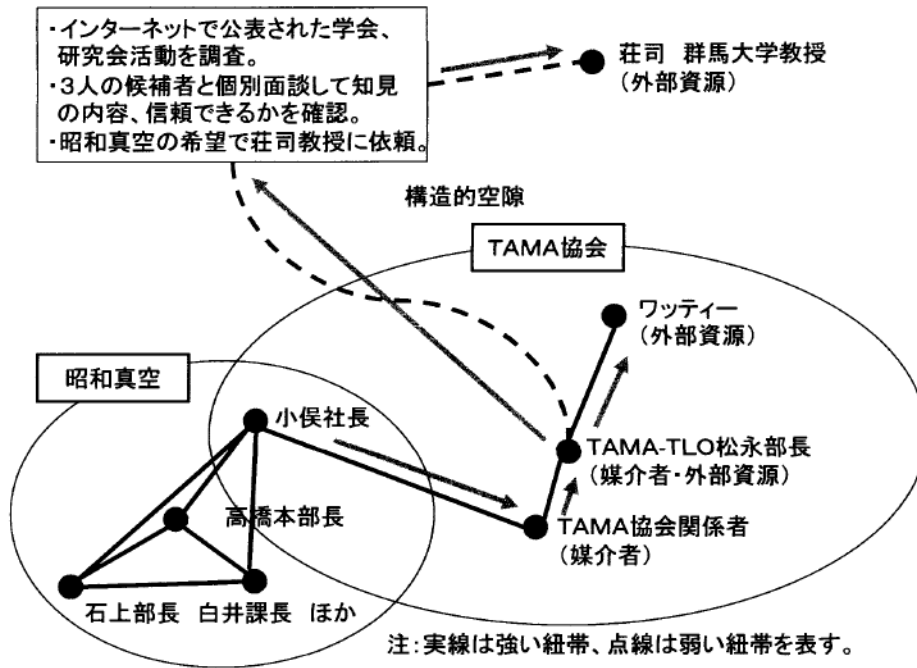 ・インターネットで公表された学会、
研究会活動を調査。
・3人の候補者と個別面談して知見
の内容、信頼できるかを確認。
・昭和真空の希望で荘司教授に依頼。
荘司　群馬大学教授
（外部資源）
構造的空隙
TAMA協会
ワッティー
（外部資源）
昭和真空
小俣社長
TAMA-TLO松永部長
（媒介者・外部資源）
高橋本部長
TAMA協会関係者
（媒介者）
石上部長　白井課長　ほか
注：実線は強い紐帯、点線は弱い紐帯を表す。